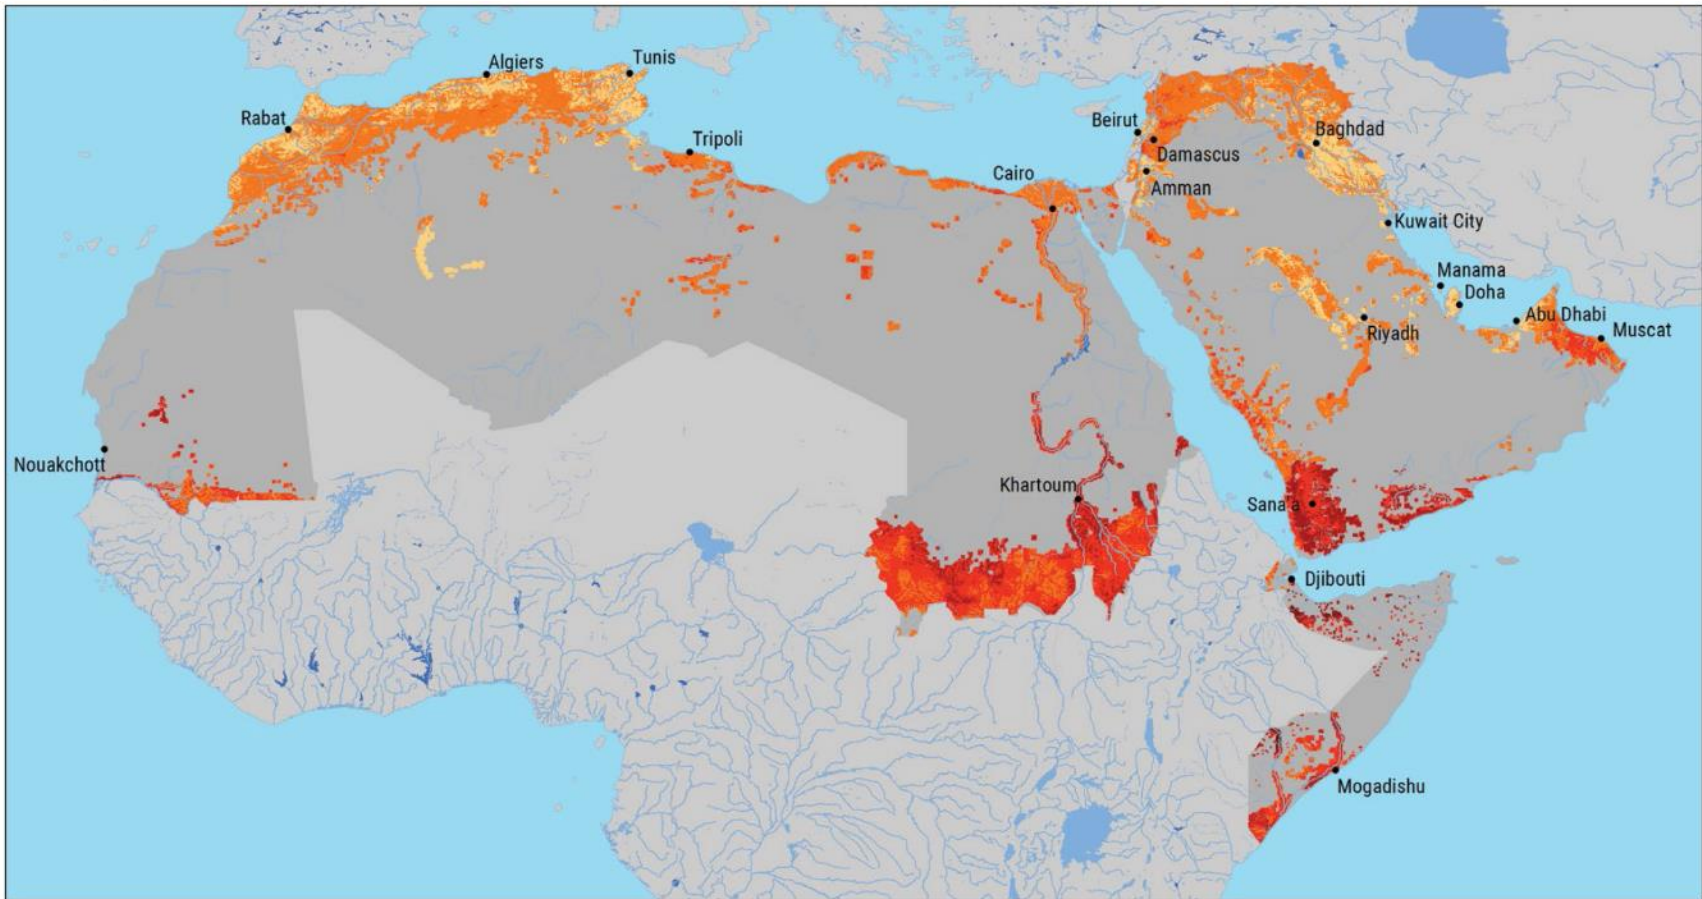 Algiers
Tunis
Rabat
Tripoli
Beirut
Baghdad
Damascus
Cairo
Amman
Kuwait City
Manama
Doha
Abu Dhabi
Riyadh
Muscat
Nouakchott
Khartoum
Sana'a
Djibouti
Mogadishu